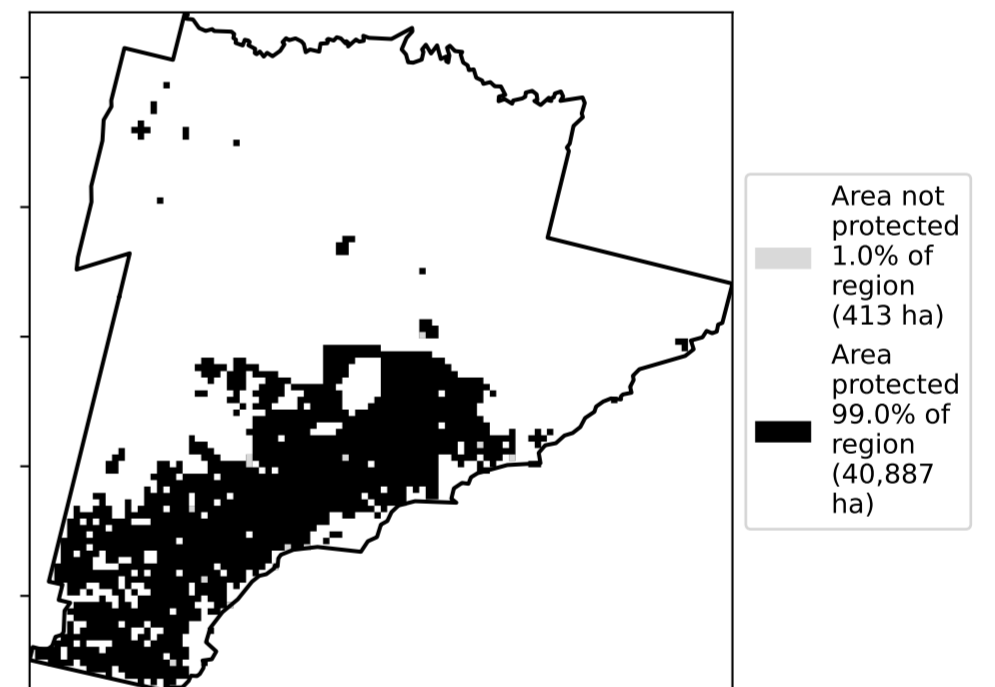 Area not
protected
1.0% of
region
(413 ha)
Area
protected
99.0% of
region
(40,887
ha)